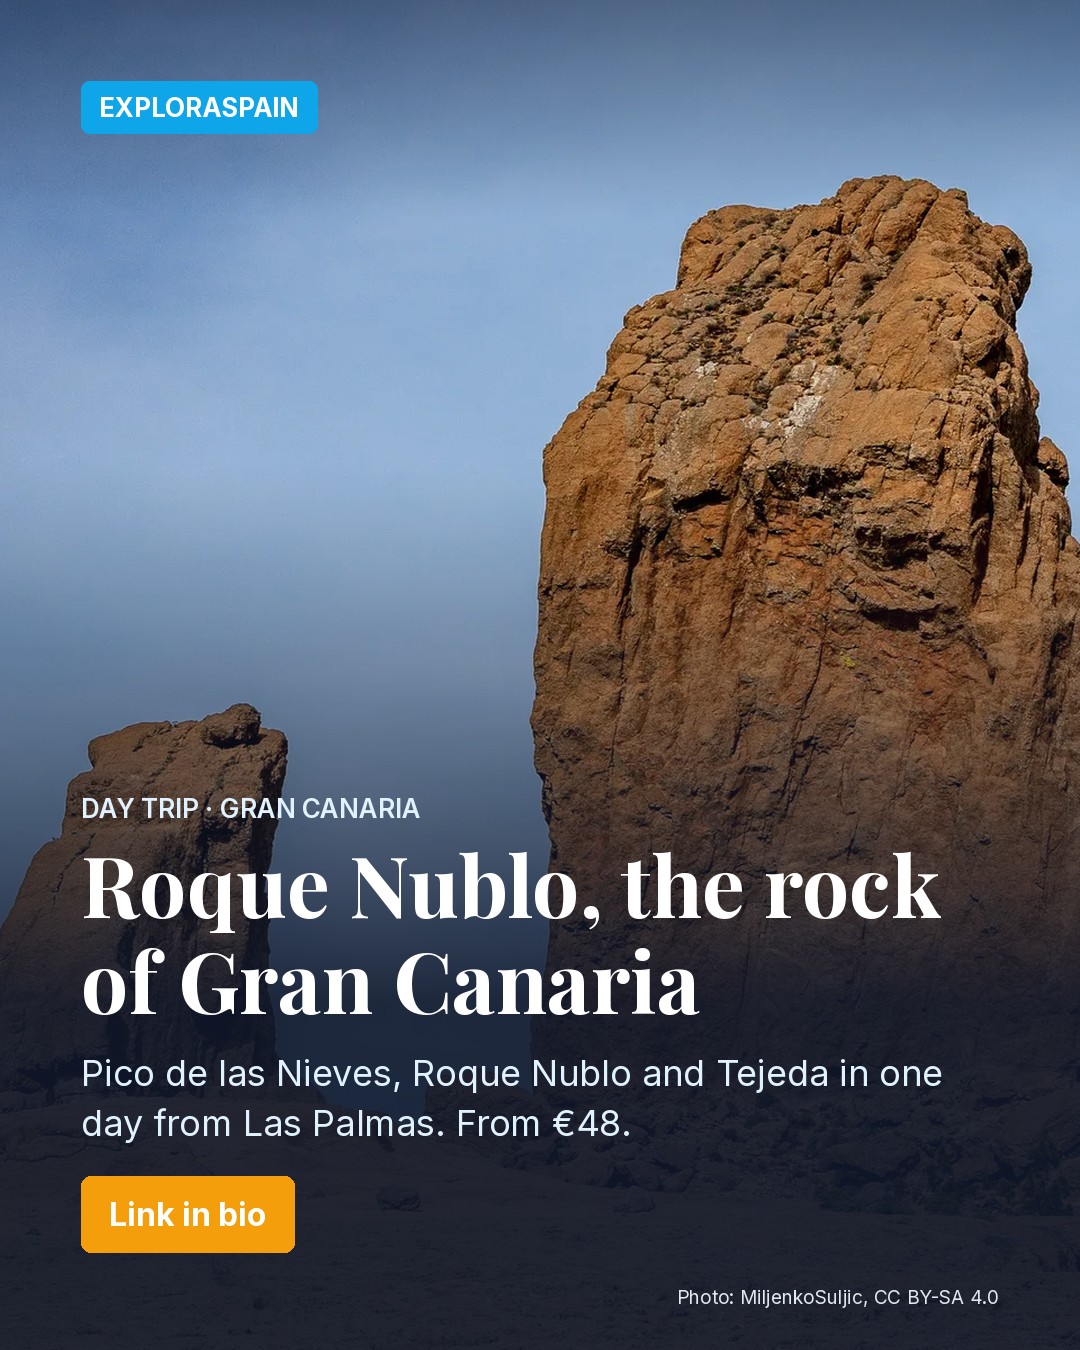 EXPLORASPAIN
DAY TRIP · GRAN CANARIA
Roque Nublo, the rock
of Gran Canaria
Pico de las Nieves, Roque Nublo and Tejeda in one
day from Las Palmas. From €48.
Link in bio
Photo: MiljenkoSuljic, CC BY-SA 4.0